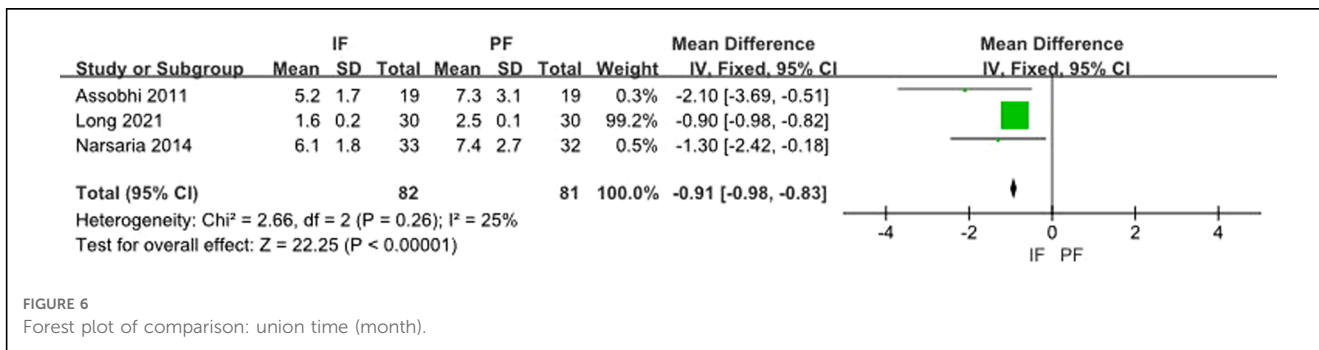 IF PF Mean Difference Mean Difference
Study or Subgroup Mean SD Total Mean SD Total Weight IV, Fixed, 95% CI IV, Fixed, 95% CI
Assobhi 2011 5.2 1.7 19 7.3 3.1 19 0.3% -2.10 [-3.69, -0.51]
Long 2021 1.6 0.2 30 2.5 0.1 30 99.2% -0.90 [-0.98, -0.82]
Narsaria 2014 6.1 1.8 33 7.4 2.7 32 0.5% -1.30 [-2.42, -0.18]
Total (95% CI) 82 81 100.0% -0.91 [-0.98, -0.83]
Heterogeneity: Chi² = 2.66, df = 2 (P = 0.26); I² = 25%
Test for overall effect: Z = 22.25 (P < 0.00001)
-4 -2 0 2 4
IF PF
FIGURE 6
Forest plot of comparison: union time (month).